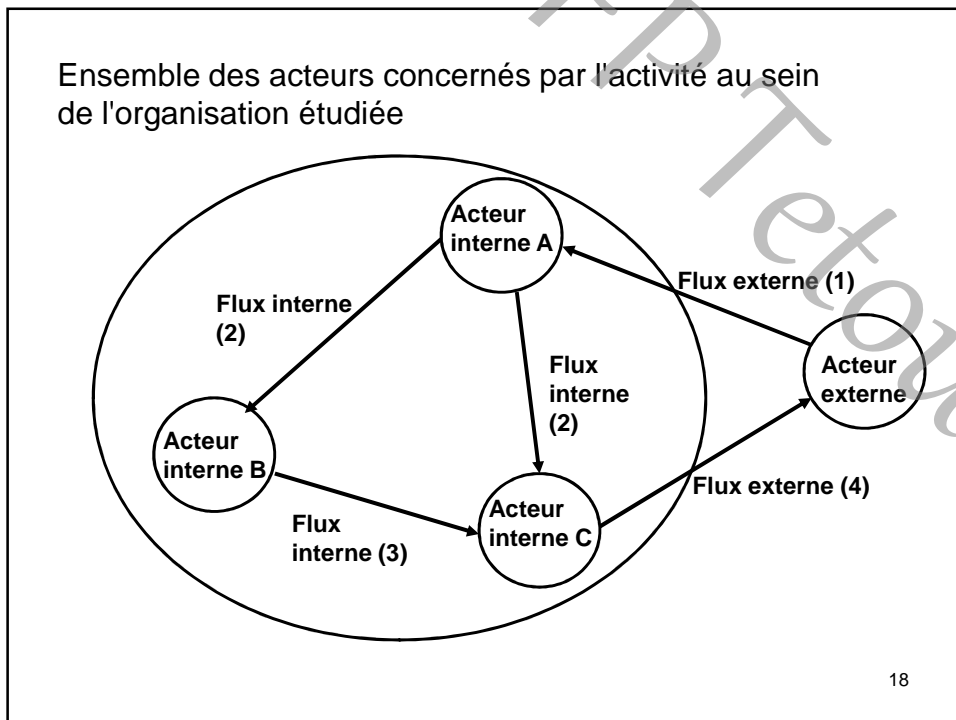 Ensemble des acteurs concernés par l'activité au sein
de l'organisation étudiée
Acteur
interne A
Flux externe (1)
Flux interne
(2)
Flux
interne
(2)
Acteur
externe
Acteur
interne B
Acteur
interne C
Flux externe (4)
Flux
interne (3)
18